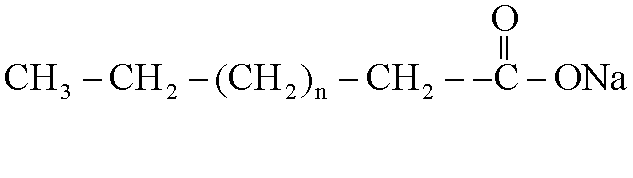 O
CH₃ – CH₂ – (CH₂)ₙ – CH₂ – –C – ONa